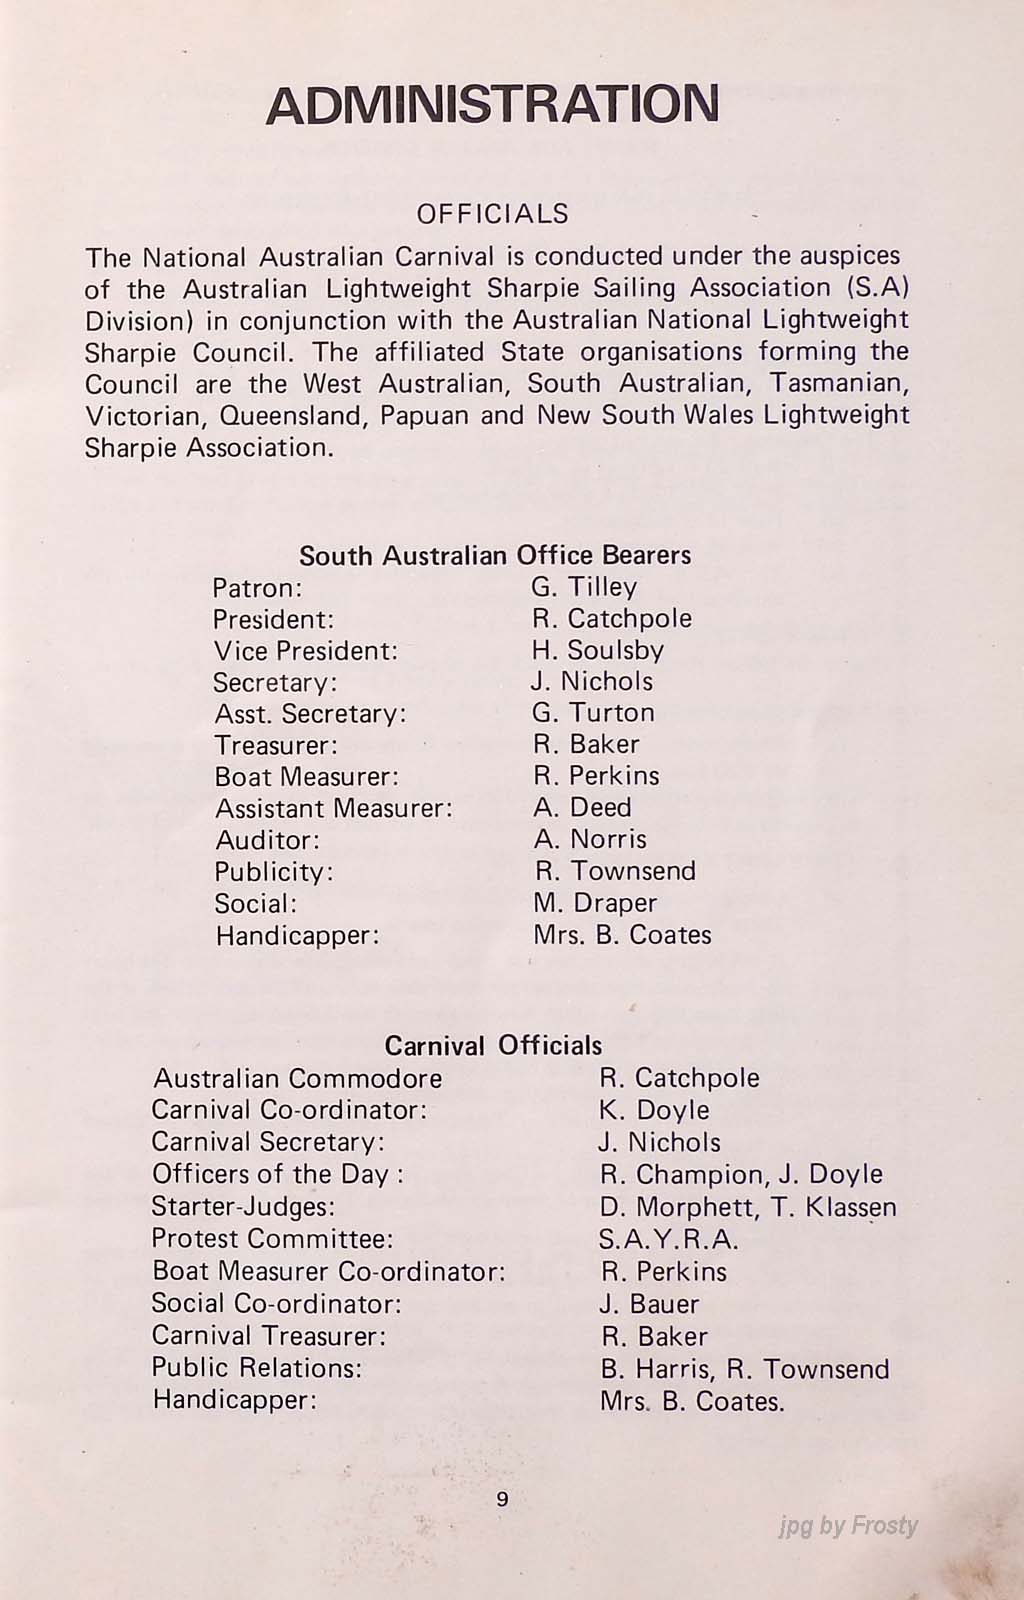 ADMINISTRATION
OFFICIALS
The National Australian Carnival is conducted under the auspices
of the Australian Lightweight Sharpie Sailing Association (S.A)
Division) in conjunction with the Australian National Lightweight
Sharpie Council. The affiliated State organisations forming the
Council are the West Australian, South Australian, Tasmanian,
Victorian, Queensland, Papuan and New South Wales Lightweight
Sharpie Association.
South Australian Office Bearers
Patron: G. Tilley
President: R. Catchpole
Vice President: H. Soulsby
Secretary: J. Nichols
Asst. Secretary: G. Turton
Treasurer: R. Baker
Boat Measurer: R. Perkins
Assistant Measurer: A. Deed
Auditor: A. Norris
Publicity: R. Townsend
Social: M. Draper
Handicapper: Mrs. B. Coates
Carnival Officials
Australian Commodore R. Catchpole
Carnival Co-ordinator: K. Doyle
Carnival Secretary: J. Nichols
Officers of the Day : R. Champion, J. Doyle
Starter-Judges: D. Morphett, T. Klassen
Protest Committee: S.A.Y.R.A.
Boat Measurer Co-ordinator: R. Perkins
Social Co-ordinator: J. Bauer
Carnival Treasurer: R. Baker
Public Relations: B. Harris, R. Townsend
Handicapper: Mrs. B. Coates.
9
jpg by Frosty